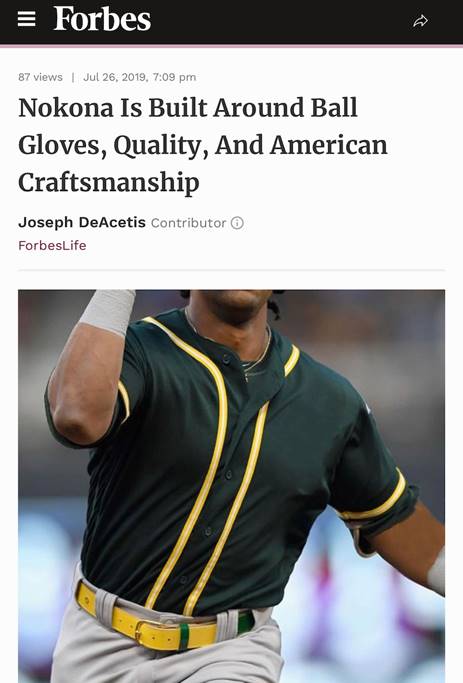 Forbes
87 views | Jul 26, 2019, 7:09 pm
Nokona Is Built Around Ball
Gloves, Quality, And American
Craftsmanship
Joseph DeAcetis Contributor
ForbesLife